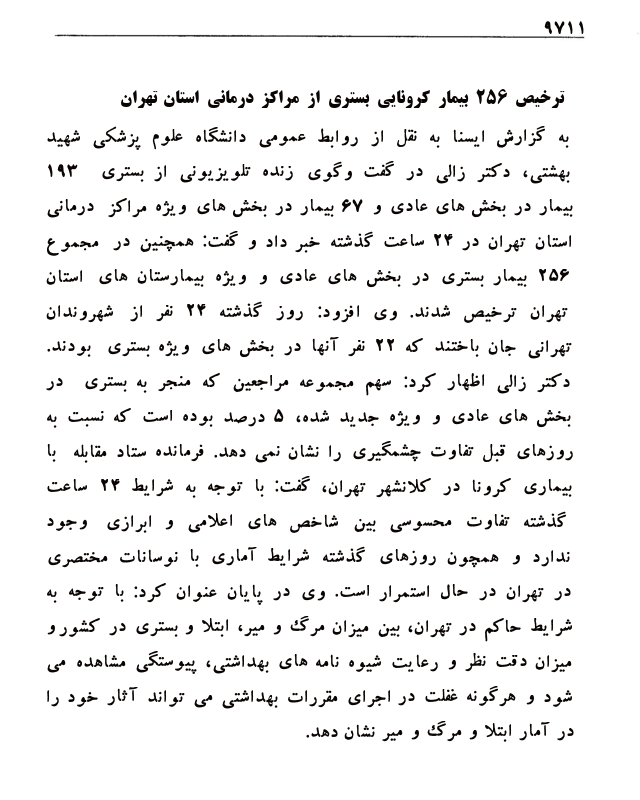 ۹۷۱۱
ترخیص ۲۵۶ بیمار کرونایی بستری از مراکز درمانی استان تهران
به گزارش ایسنا به نقل از روابط عمومی دانشگاه علوم پزشکی شهید
بهشتی، دکتر زالی در گفت وگوی زنده تلویزیونی از بستری ۱۹۳
بیمار در بخش های عادی و ۶۷ بیمار در بخش های ویژه مراکز درمانی
استان تهران در ۲۴ ساعت گذشته خبر داد و گفت: همچنین در مجموع
۲۵۶ بیمار بستری در بخش های عادی و ویژه بیمارستان های استان
تهران ترخیص شدند. وی افزود: روز گذشته ۲۴ نفر از شهروندان
تهرانی جان باختند که ۲۲ نفر آنها در بخش های ویژه بستری بودند.
دکتر زالی اظهار کرد: سهم مجموعه مراجعین که منجر به بستری در
بخش های عادی و ویژه جدید شده، ۵ درصد بوده است که نسبت به
روزهای قبل تفاوت چشمگیری را نشان نمی دهد. فرمانده ستاد مقابله با
بیماری کرونا در کلانشهر تهران، گفت: با توجه به شرایط ۲۴ ساعت
گذشته تفاوت محسوسی بین شاخص های اعلامی و ابرازی وجود
ندارد و همچون روزهای گذشته شرایط آماری با نوسانات مختصری
در تهران در حال استمرار است. وی در پایان عنوان کرد: با توجه به
شرایط حاکم در تهران، بین میزان مرگ و میر، ابتلا و بستری در کشور و
میزان دقت نظر و رعایت شیوه نامه های بهداشتی، پیوستگی مشاهده می
شود و هرگونه غفلت در اجرای مقررات بهداشتی می تواند آثار خود را
در آمار ابتلا و مرگ و میر نشان دهد.